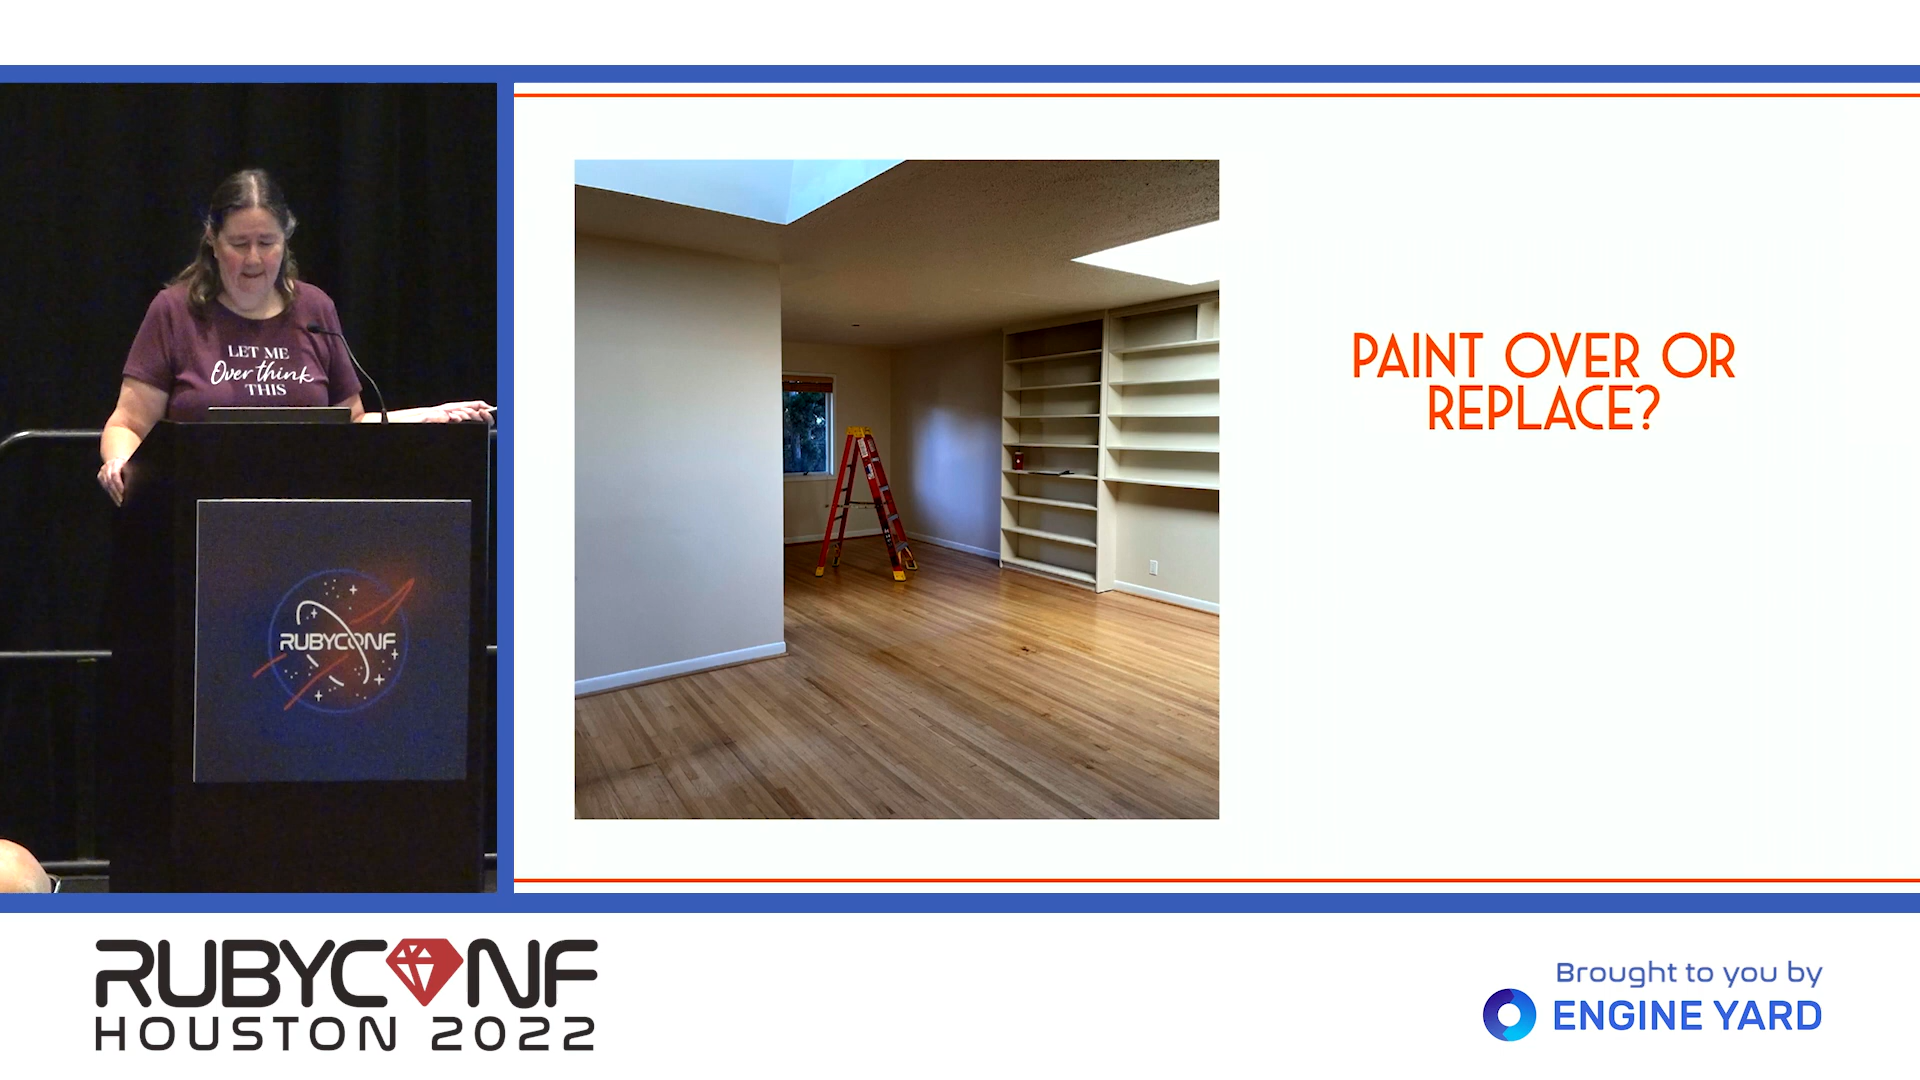 LET ME
Over think
THIS
RUBYCONF
PAINT OVER OR
REPLACE?
RUBYCONF
HOUSTON 2022
Brought to you by
ENGINE YARD